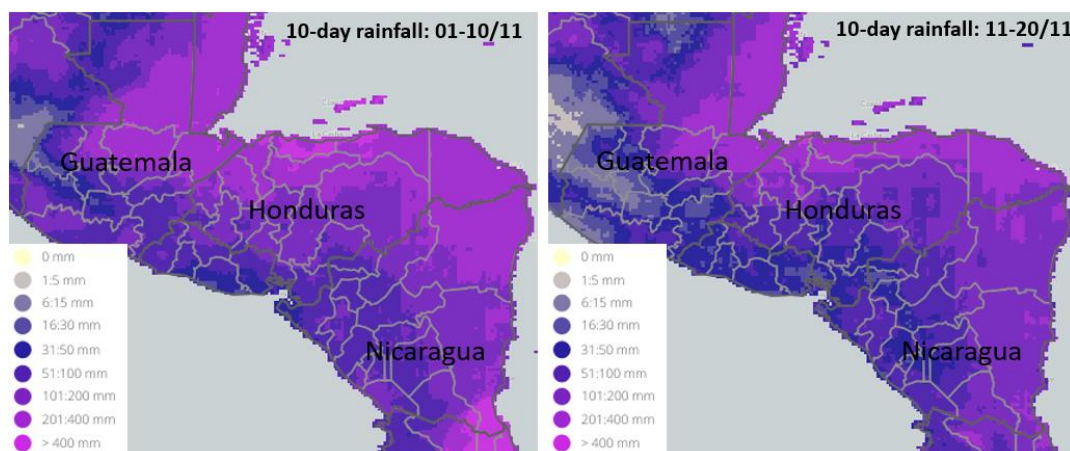 10-day rainfall: 01-10/11
Guatemala
Honduras
Nicaragua
0 mm
1:5 mm
6:15 mm
16:30 mm
31:50 mm
51:100 mm
101:200 mm
201:400 mm
> 400 mm
10-day rainfall: 11-20/11
Guatemala
Honduras
Nicaragua
0 mm
1:5 mm
6:15 mm
16:30 mm
31:50 mm
51:100 mm
101:200 mm
201:400 mm
> 400 mm